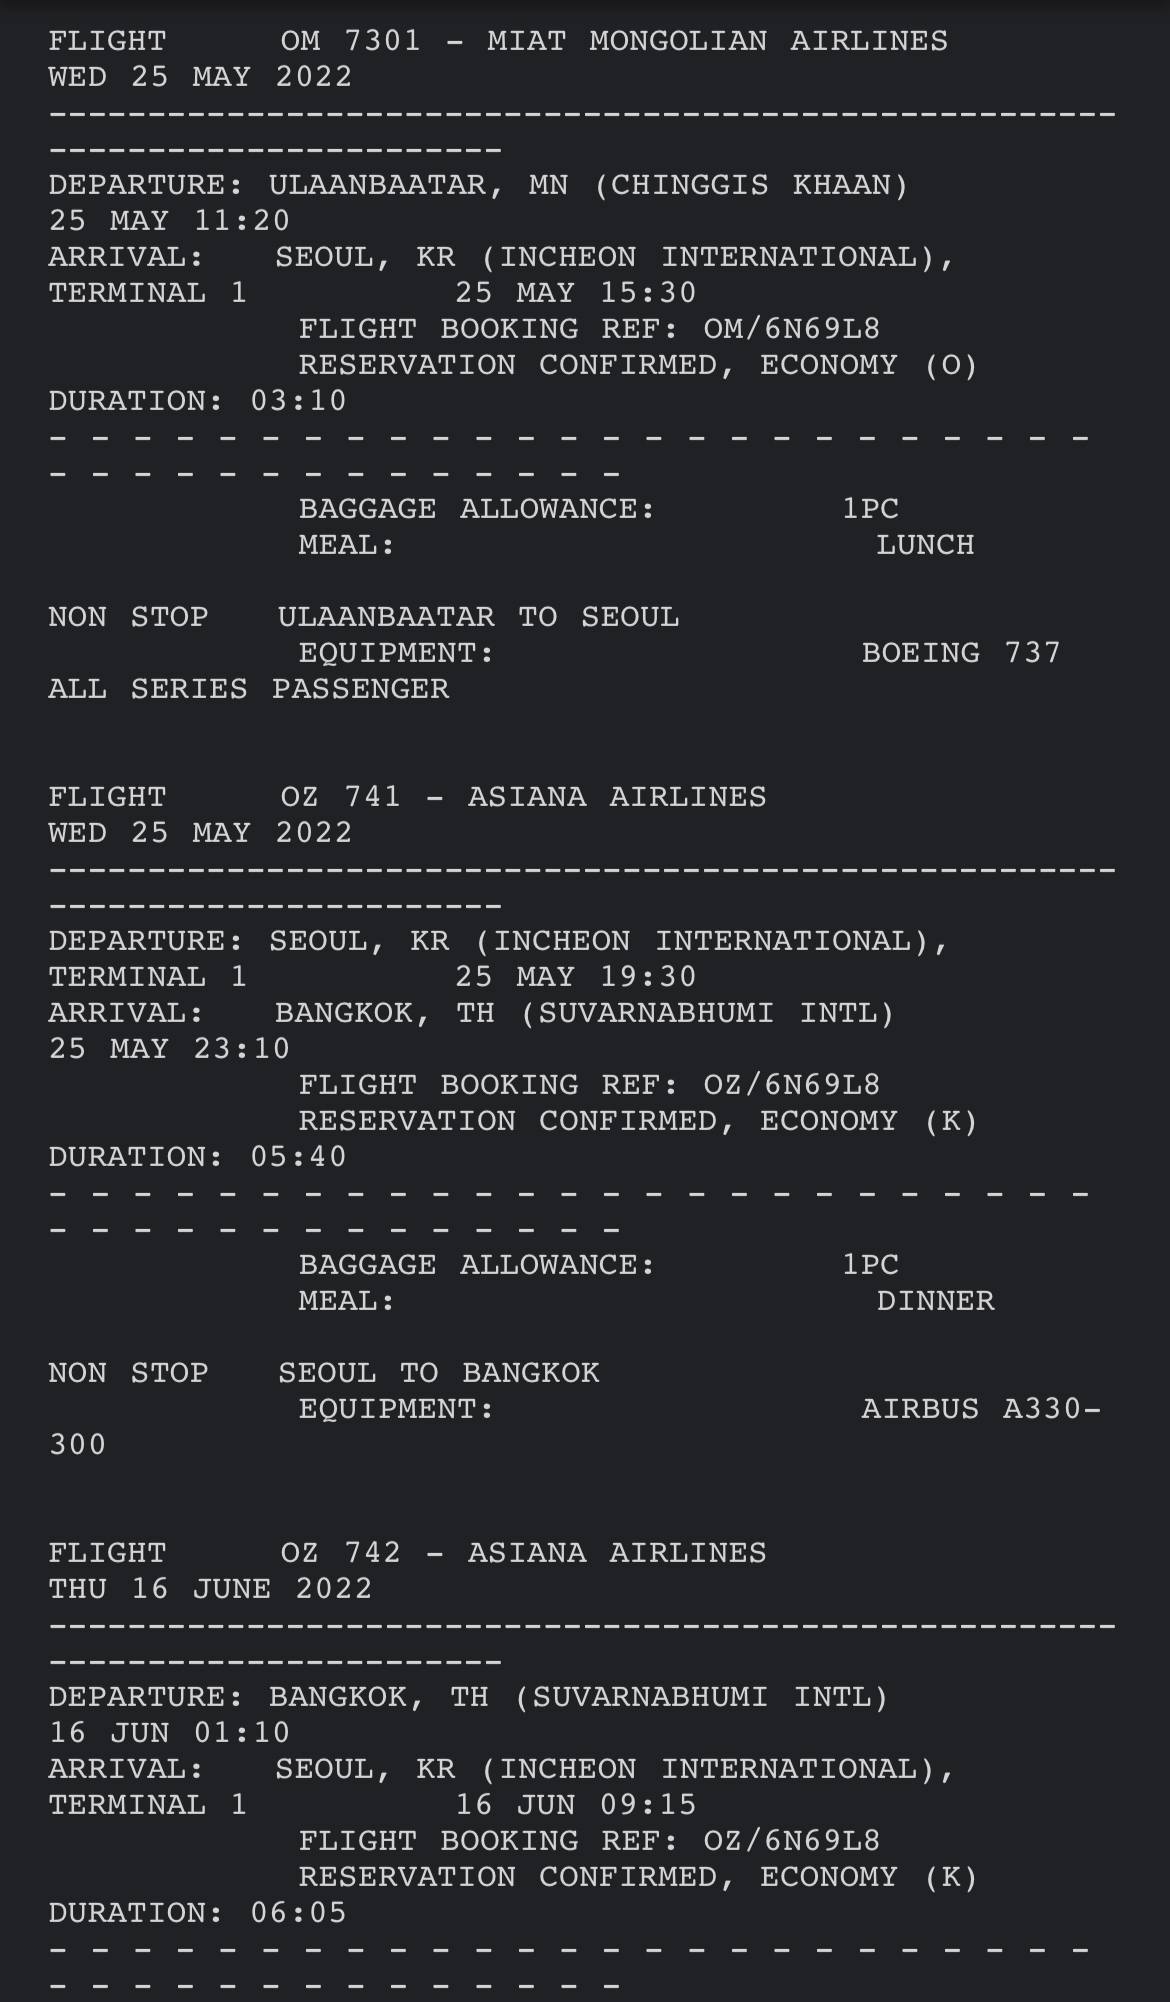 FLIGHT     OM 7301 - MIAT MONGOLIAN AIRLINES
WED 25 MAY 2022
-----------------------------------------------------
-----------------------
DEPARTURE: ULAANBAATAR, MN (CHINGGIS KHAAN)
25 MAY 11:20
ARRIVAL:   SEOUL, KR (INCHEON INTERNATIONAL),
TERMINAL 1          25 MAY 15:30
FLIGHT BOOKING REF: OM/6N69L8
RESERVATION CONFIRMED, ECONOMY (O)
DURATION: 03:10
- - - - - - - - - - - - - - - - - - - - - - - - -
- - - - - - - - - - - - - -
BAGGAGE ALLOWANCE:         1PC
MEAL:                       LUNCH
NON STOP   ULAANBAATAR TO SEOUL
EQUIPMENT:                  BOEING 737
ALL SERIES PASSENGER
FLIGHT     OZ 741 - ASIANA AIRLINES
WED 25 MAY 2022
-----------------------------------------------------
-----------------------
DEPARTURE: SEOUL, KR (INCHEON INTERNATIONAL),
TERMINAL 1          25 MAY 19:30
ARRIVAL:   BANGKOK, TH (SUVARNABHUMI INTL)
25 MAY 23:10
FLIGHT BOOKING REF: OZ/6N69L8
RESERVATION CONFIRMED, ECONOMY (K)
DURATION: 05:40
- - - - - - - - - - - - - - - - - - - - - - - - -
- - - - - - - - - - - - - -
BAGGAGE ALLOWANCE:         1PC
MEAL:                       DINNER
NON STOP   SEOUL TO BANGKOK
EQUIPMENT:                  AIRBUS A330-
300
FLIGHT     OZ 742 - ASIANA AIRLINES
THU 16 JUNE 2022
-----------------------------------------------------
-----------------------
DEPARTURE: BANGKOK, TH (SUVARNABHUMI INTL)
16 JUN 01:10
ARRIVAL:   SEOUL, KR (INCHEON INTERNATIONAL),
TERMINAL 1          16 JUN 09:15
FLIGHT BOOKING REF: OZ/6N69L8
RESERVATION CONFIRMED, ECONOMY (K)
DURATION: 06:05
- - - - - - - - - - - - - - - - - - - - - - - - -
- - - - - - - - - - - - - -